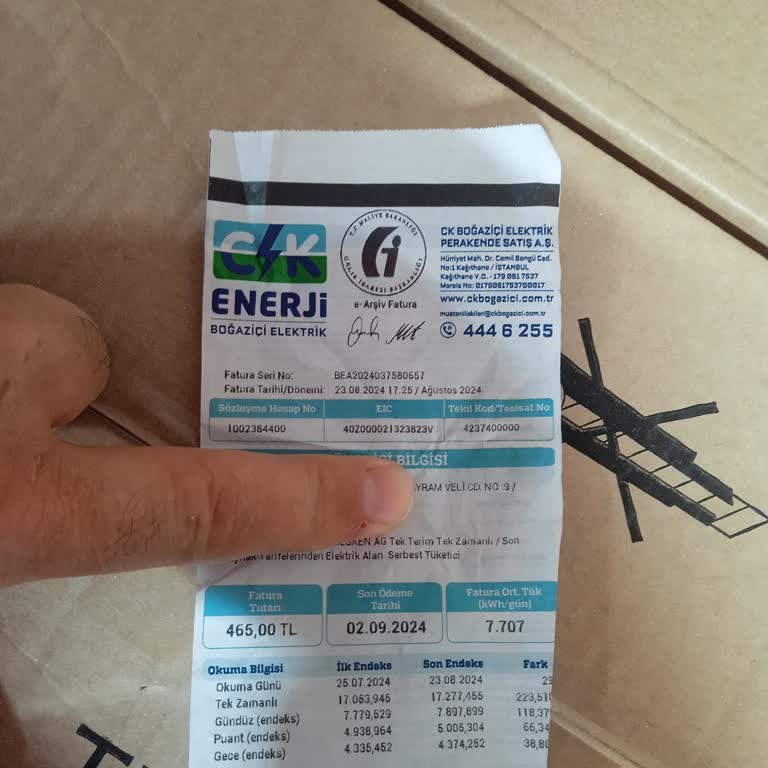 CK
ENERJİ
BOĞAZİÇİ ELEKTRİK
T.C. MALİYE BAKANLIĞI
GELİR İDARESİ BAŞKANLIĞI
e-Arşiv Fatura
CK BOĞAZİÇİ ELEKTRİK
PERAKENDE SATIŞ A.Ş.
Hürriyet Mah. Dr. Cemil Bengü Cad.
No:1 Kağıthane / İSTANBUL
Kağıthane V.D. - 179 061 7537
Mersis No: 0179061753700017
www.ckbogazici.com.tr
musteriiliskileri@ckbogazici.com.tr
444 6 255
Fatura Seri No: BEA2024037580657
Fatura Tarihi/Dönemi: 23.08.2024 17:25 / Ağustos 2024
Sözleşme Hesap No EIC Tekil Kod/Tesisat No
1002384400 40Z000021323823V 4237400000
BİLGİSİ
YRAM VELİ CD. NO :9 /
AG Tek Terim Tek Zamanlı / Son
Tarifelerinden Elektrik Alan Serbest Tüketici
Fatura Tutarı Son Ödeme Tarihi Fatura Ort. Tük (kWh/gün)
465,00 TL 02.09.2024 7.707
Okuma Bilgisi İlk Endeks Son Endeks Fark
Okuma Günü 25.07.2024 23.08.2024 29
Tek Zamanlı 17.053,945 17.277,455 223,510
Gündüz (endeks) 7.779,529 7.897,899 118,37
Puant (endeks) 4.938,964 5.005,304 66,34
Gece (endeks) 4.335,452 4.374,252 38,80